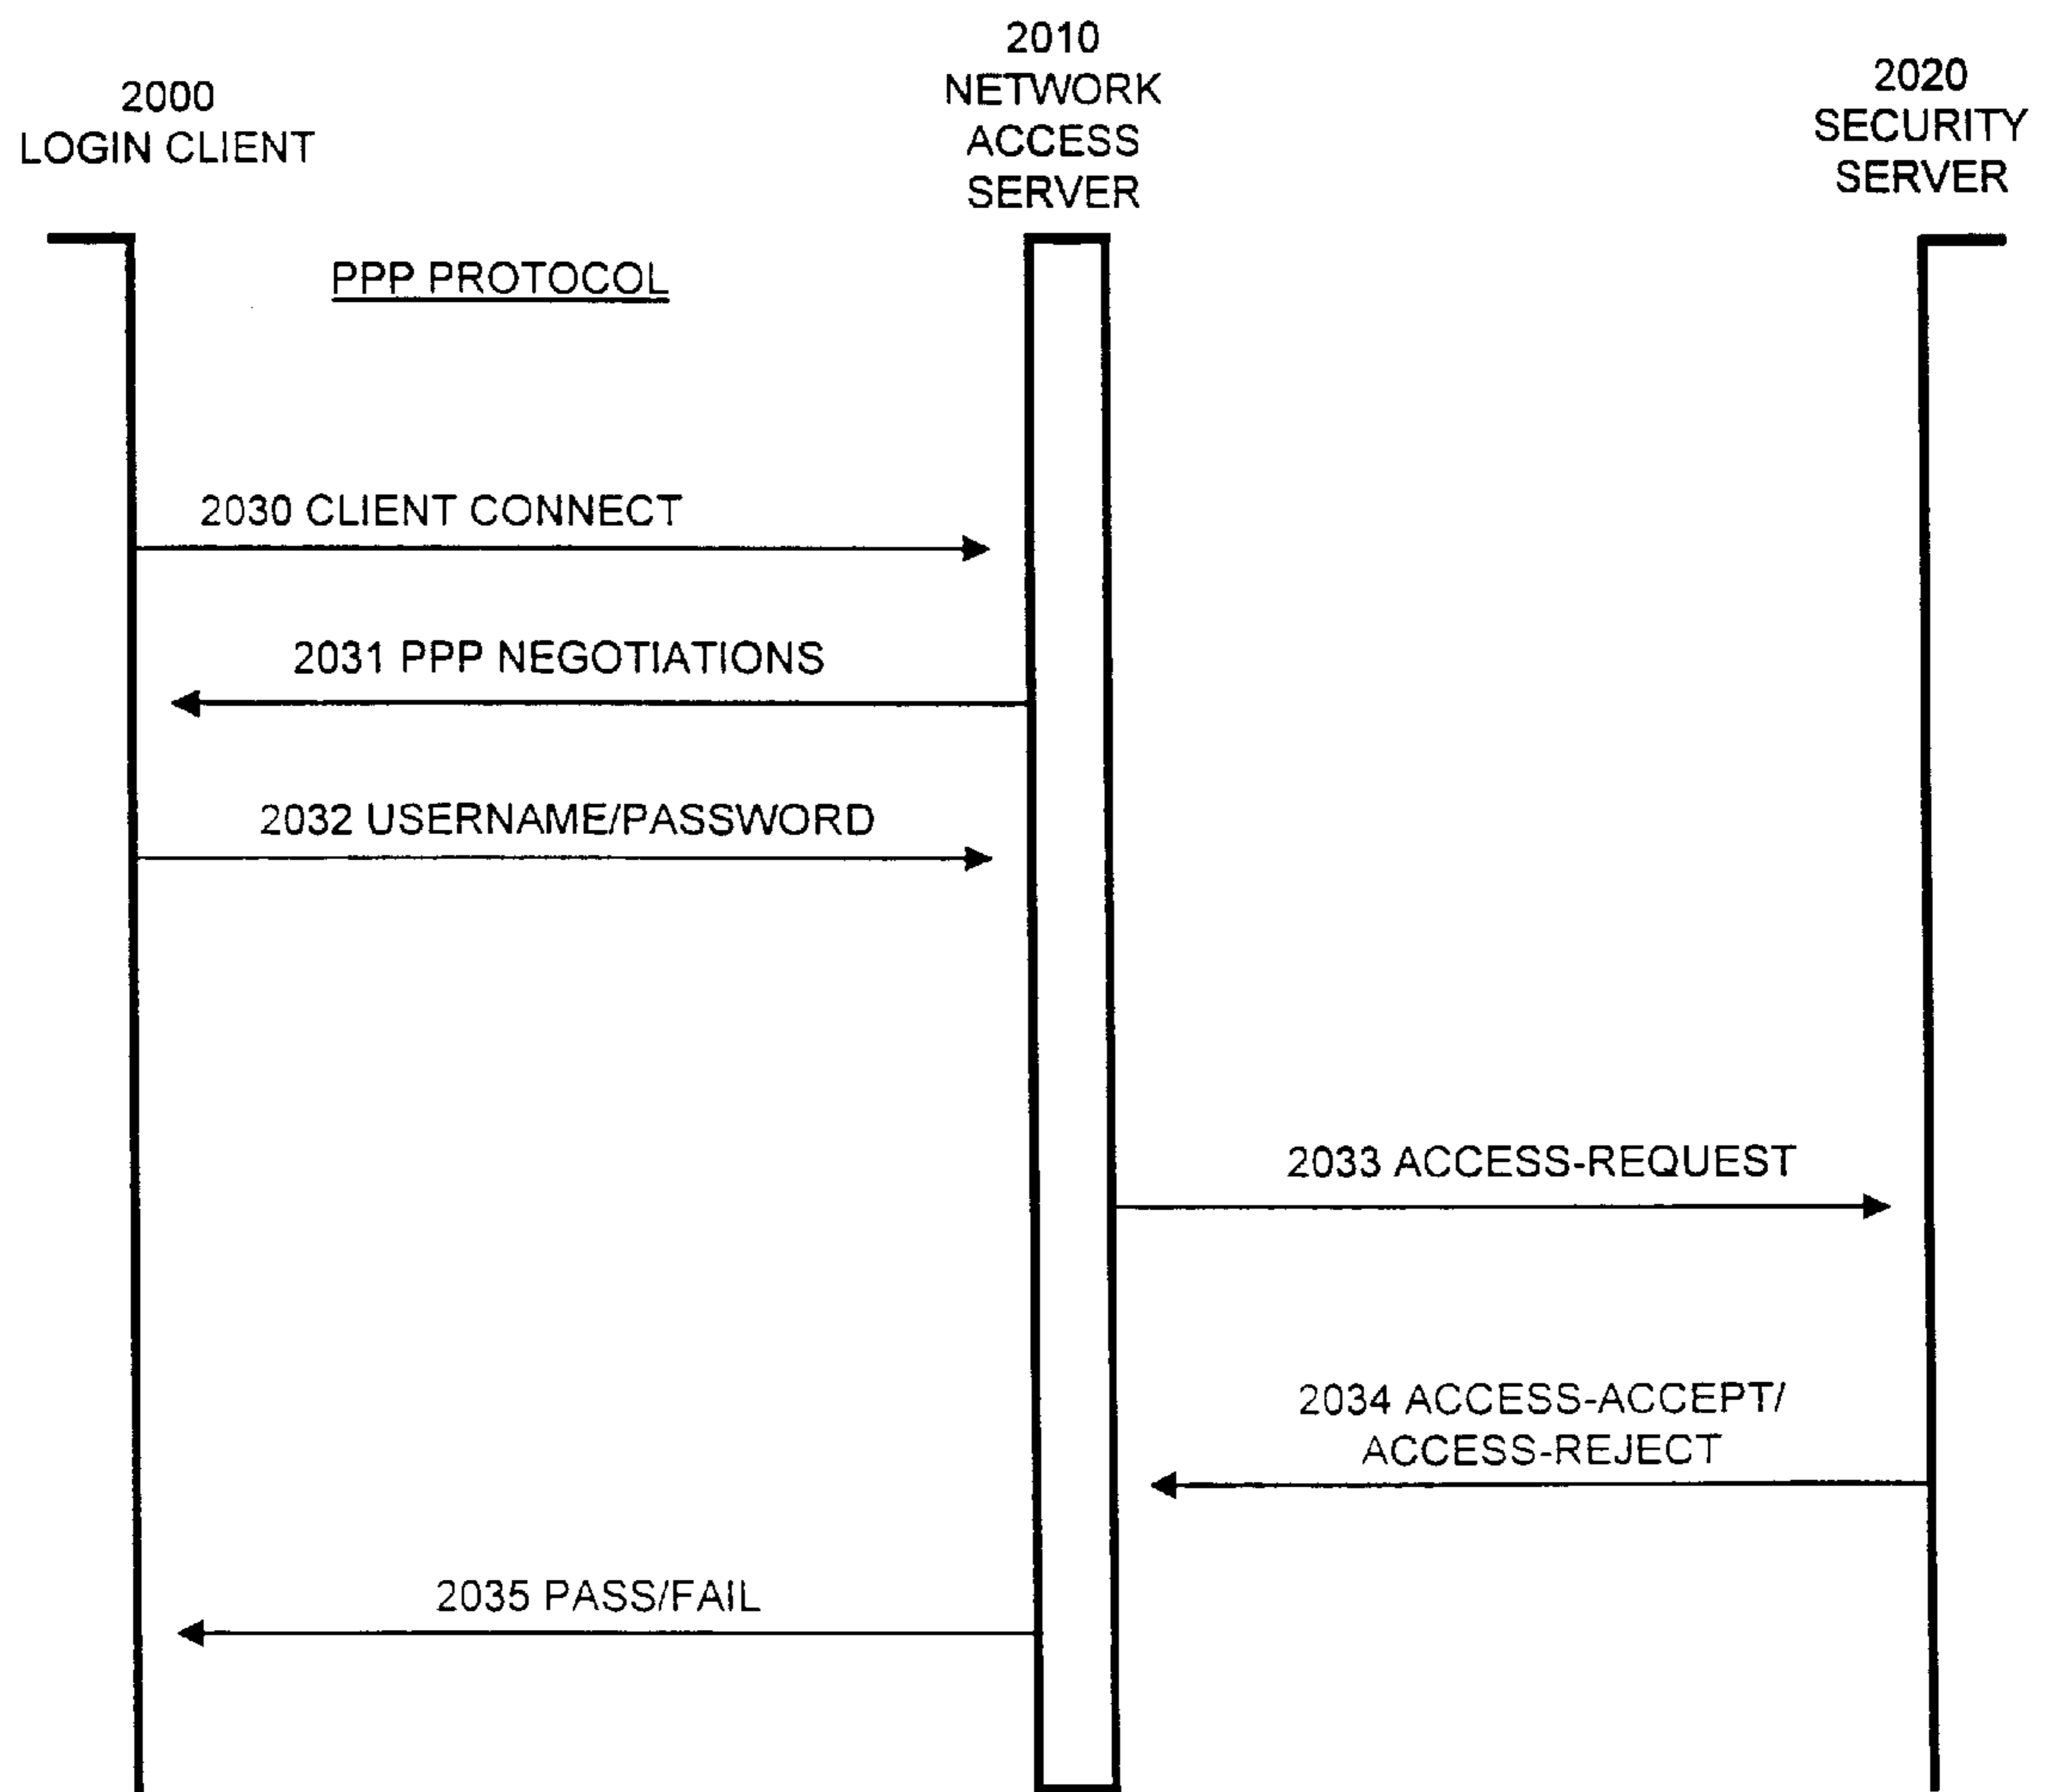 2000
LOGIN CLIENT
2010
NETWORK
ACCESS
SERVER
2020
SECURITY
SERVER
PPP PROTOCOL
2030 CLIENT CONNECT
2031 PPP NEGOTIATIONS
2032 USERNAME/PASSWORD
2033 ACCESS-REQUEST
2034 ACCESS-ACCEPT/
ACCESS-REJECT
2035 PASS/FAIL